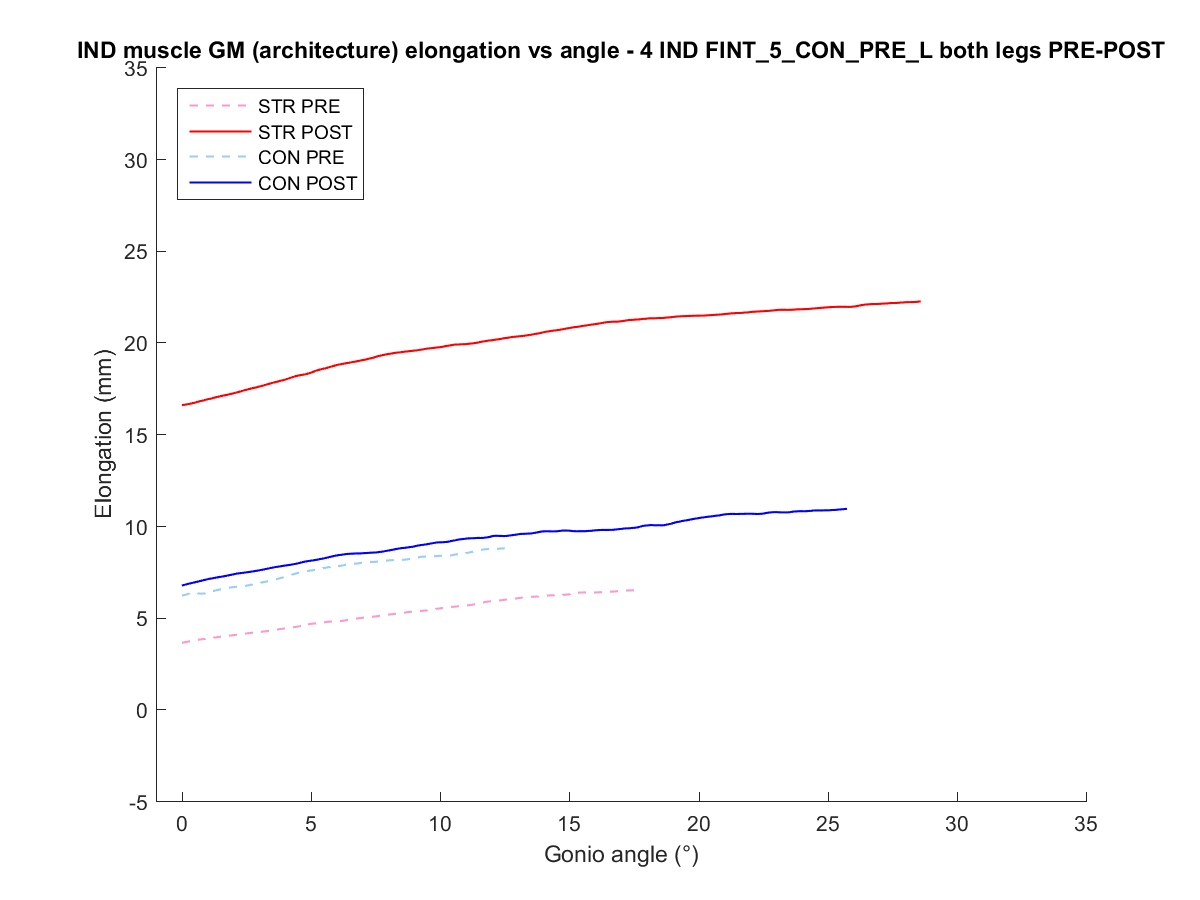 IND muscle GM (architecture) elongation vs angle - 4 IND FINT_5_CON_PRE_L both legs PRE-POST
STR PRE
STR POST
CON PRE
CON POST
35
30
25
20
15
10
5
0
-5
Elongation (mm)
0 5 10 15 20 25 30 35
Gonio angle (°)